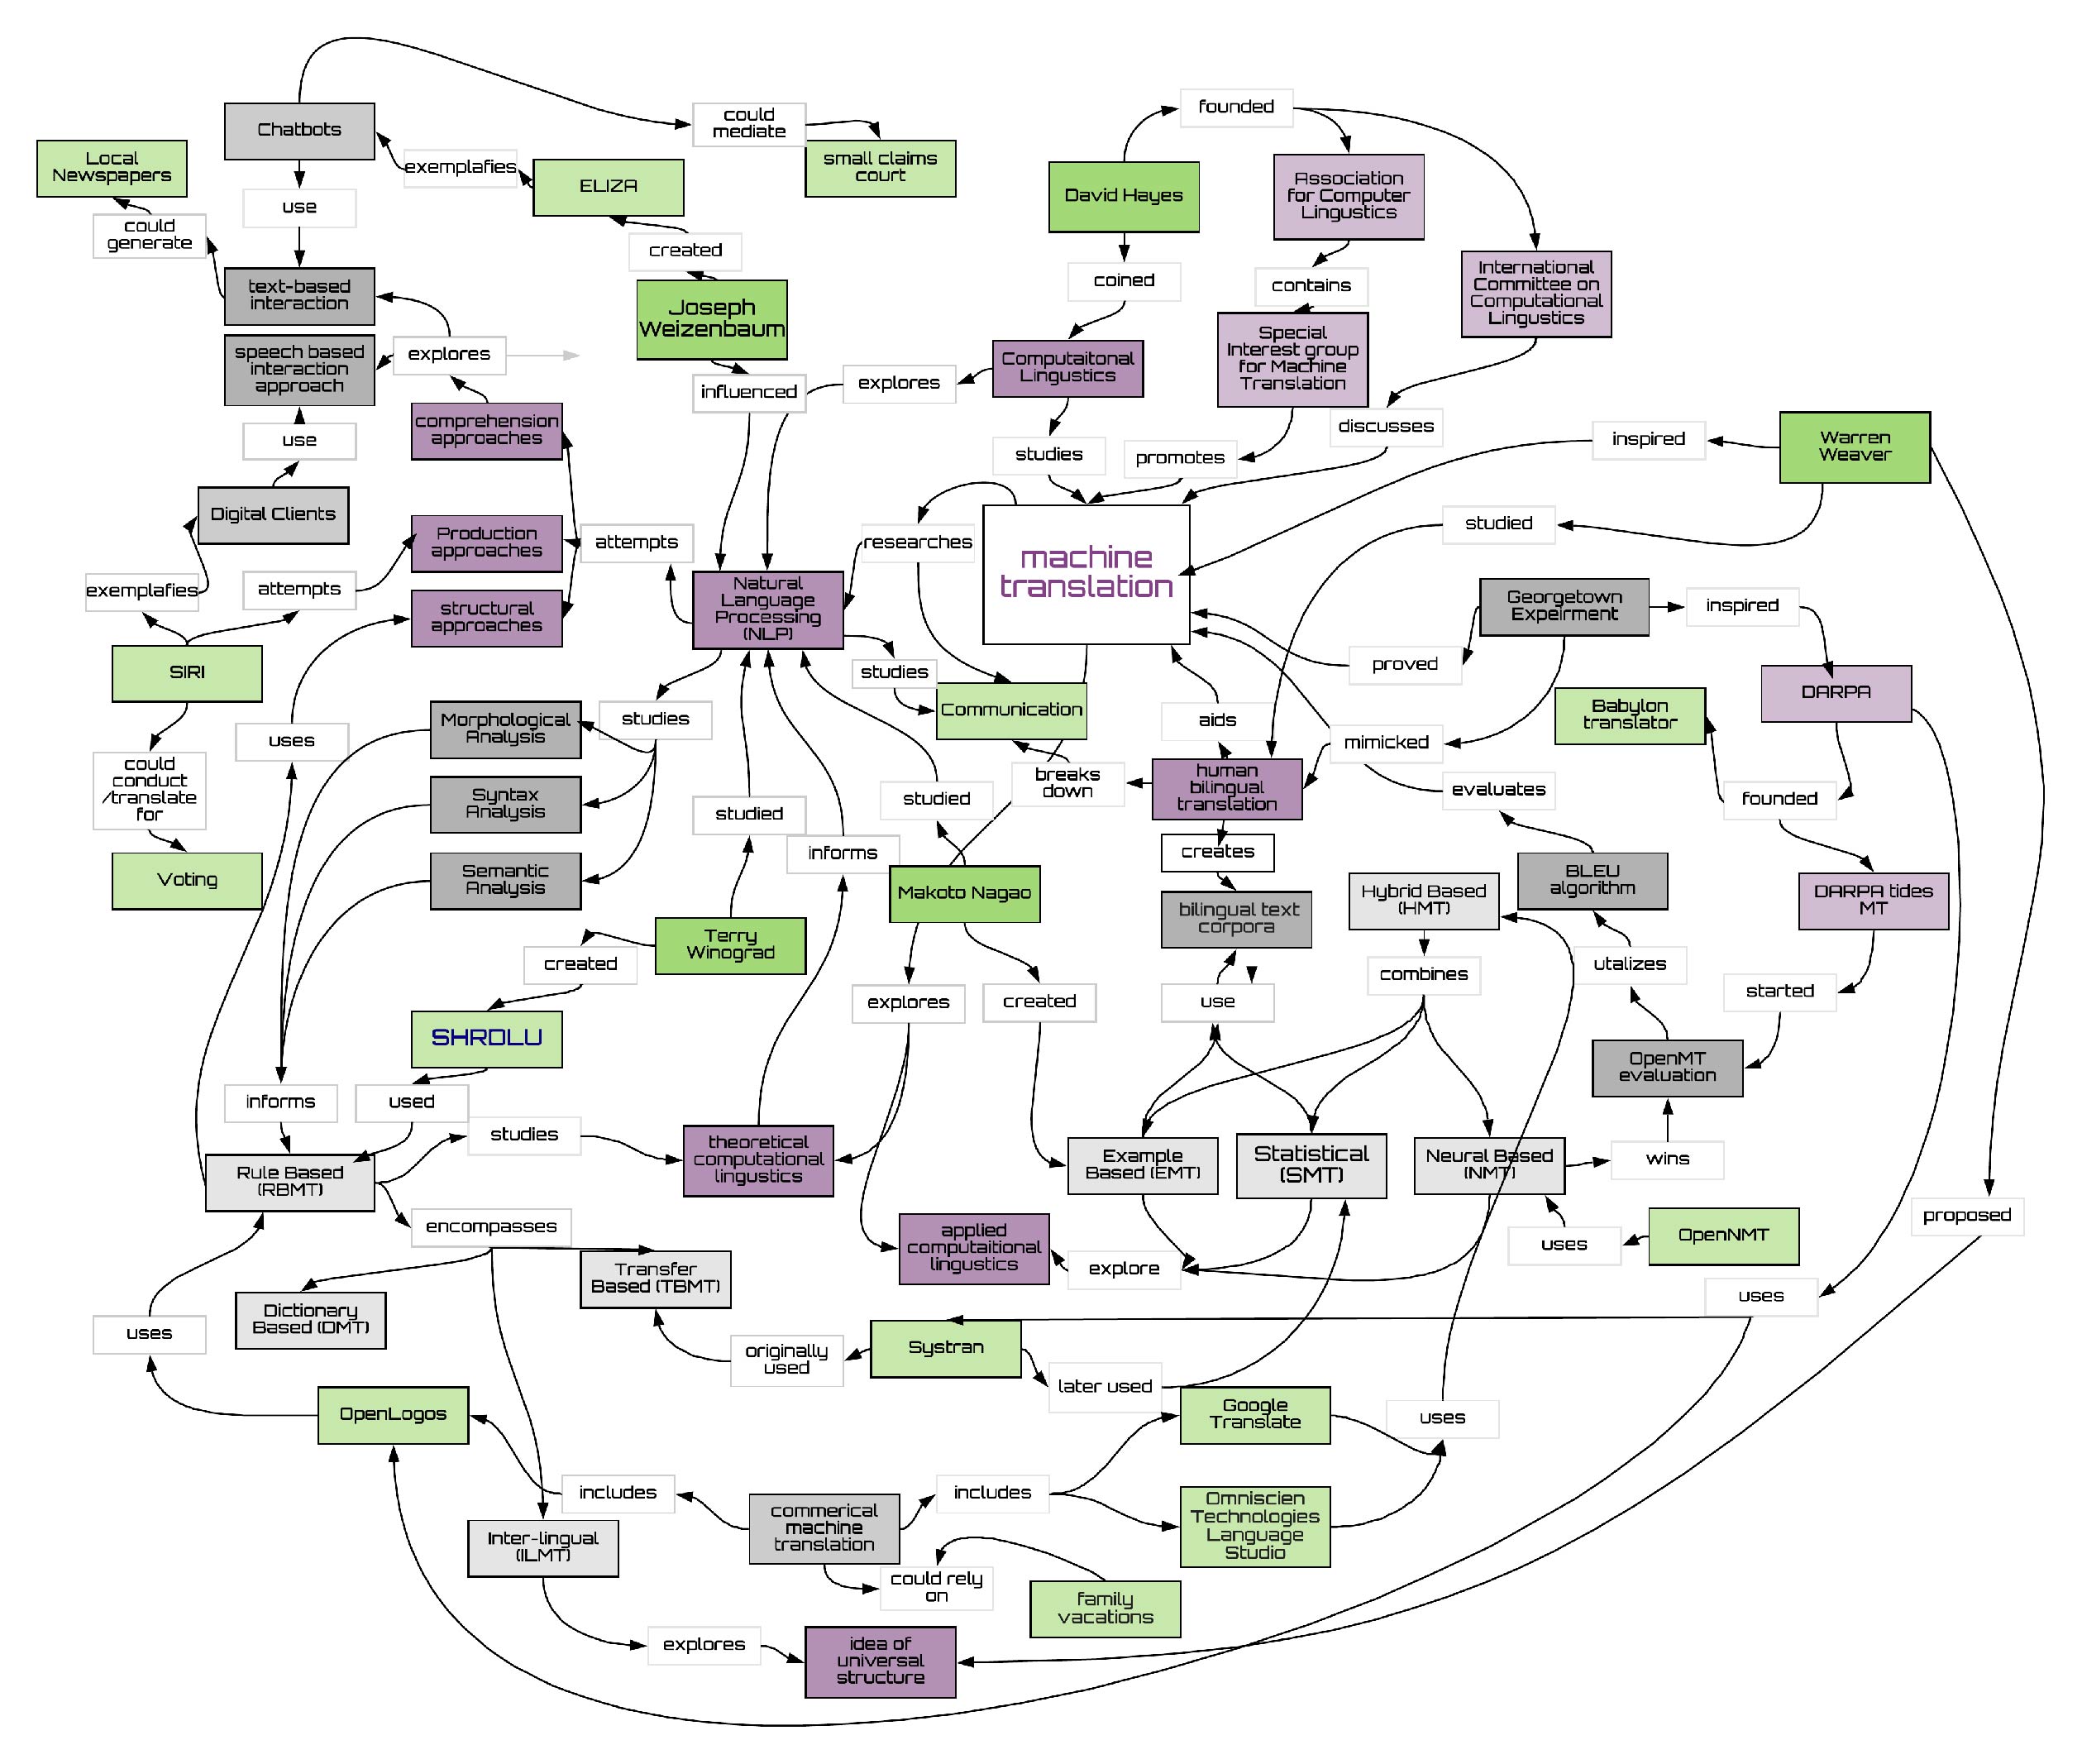 could
mediate
founded
Chatbots
Local
Newspapers
exemplafies
ELIZA
small claims
court
David Hayes
Association
for Computer
Lingustics
use
could
generate
created
coined
contains
International
Committee on
Computational
Lingustics
text-based
interaction
Joseph
Weizenbaum
Special
Interest group
for Machine
Translation
speech based
interaction
approach
explores
influenced
explores
Computaitonal
Lingustics
use
comprehension
approaches
studies
promotes
discusses
inspired
Warren
Weaver
Digital Clients
Production
approaches
attempts
researches
machine
translation
studied
exemplafies
attempts
structural
approaches
Natural
Language
Processing
(NLP)
Georgetown
Expeirment
inspired
SIRI
studies
proved
DARPA
uses
Morphological
Analysis
studies
Communication
aids
mimicked
Babylon
translator
could
conduct
/translate
for
Syntax
Analysis
studied
informs
studied
breaks
down
human
bilingual
translation
evaluates
founded
Voting
Semantic
Analysis
Makoto Nagao
creates
Hybrid Based
(HMT)
BLEU
algorithm
DARPA tides
MT
Terry
Winograd
bilingual text
corpora
created
explores
created
use
combines
utalizes
started
SHRDLU
OpenMT
evaluation
informs
used
studies
theoretical
computational
lingustics
Example
Based (EMT)
Statistical
(SMT)
Neural Based
(NMT)
wins
Rule Based
(RBMT)
encompasses
applied
computaitional
lingustics
explore
uses
OpenNMT
proposed
Transfer
Based (TBMT)
Dictionary
Based (DMT)
uses
uses
originally
used
Systran
later used
OpenLogos
Google
Translate
uses
includes
commerical
machine
translation
includes
Omniscien
Technologies
Language
Studio
Inter-lingual
(ILMT)
could rely
on
family
vacations
explores
idea of
universal
structure